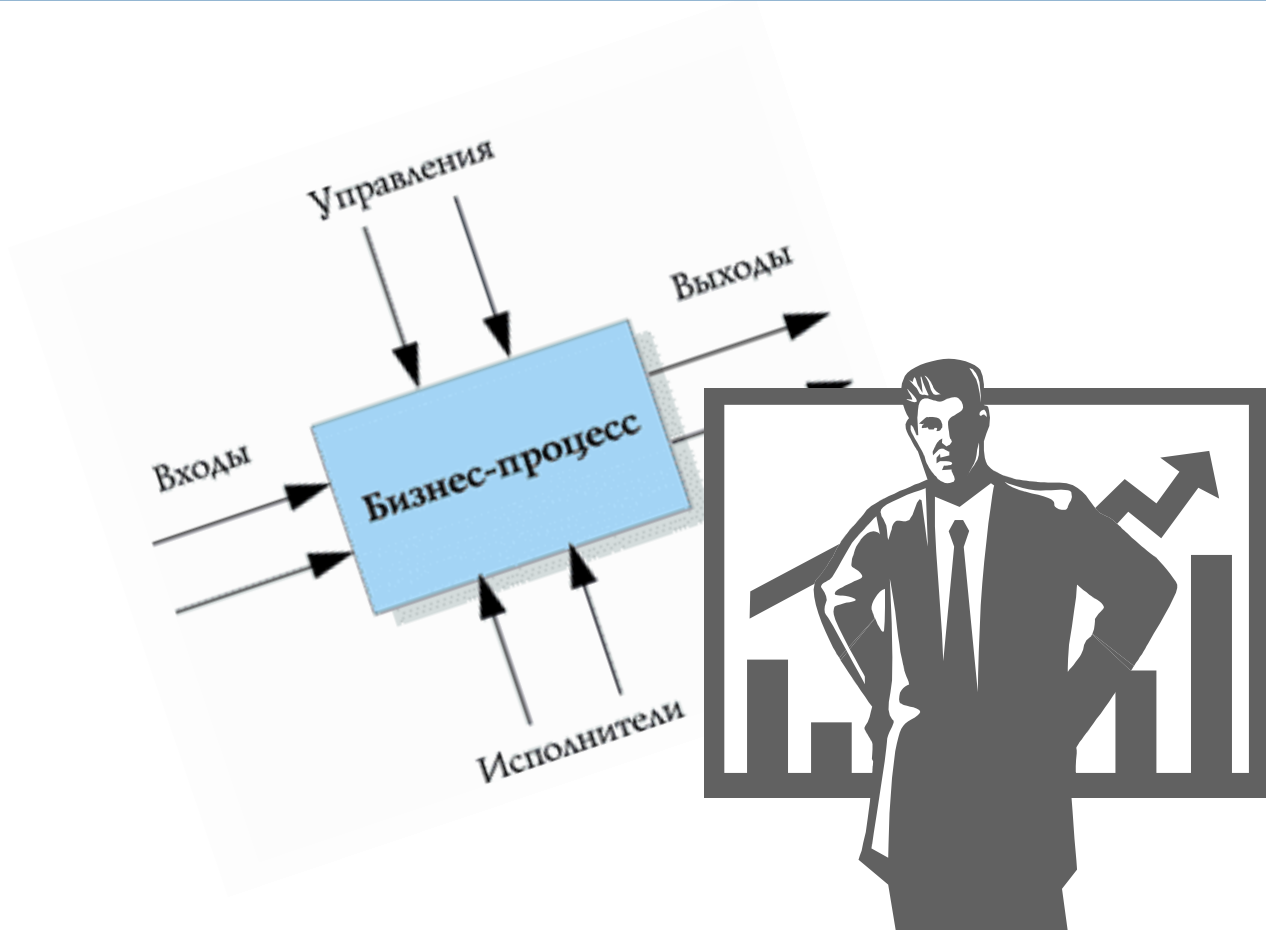 Управления
Выходы
Входы
Бизнес-процесс
Исполнители